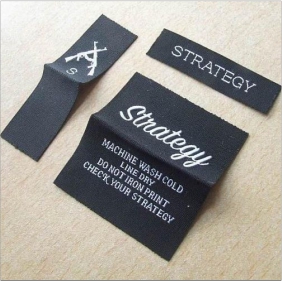 S
STRATEGY
Strategy
MACHINE WASH COLD
LINE DRY
DO NOT IRON PRINT
CHECK YOUR STRATEGY